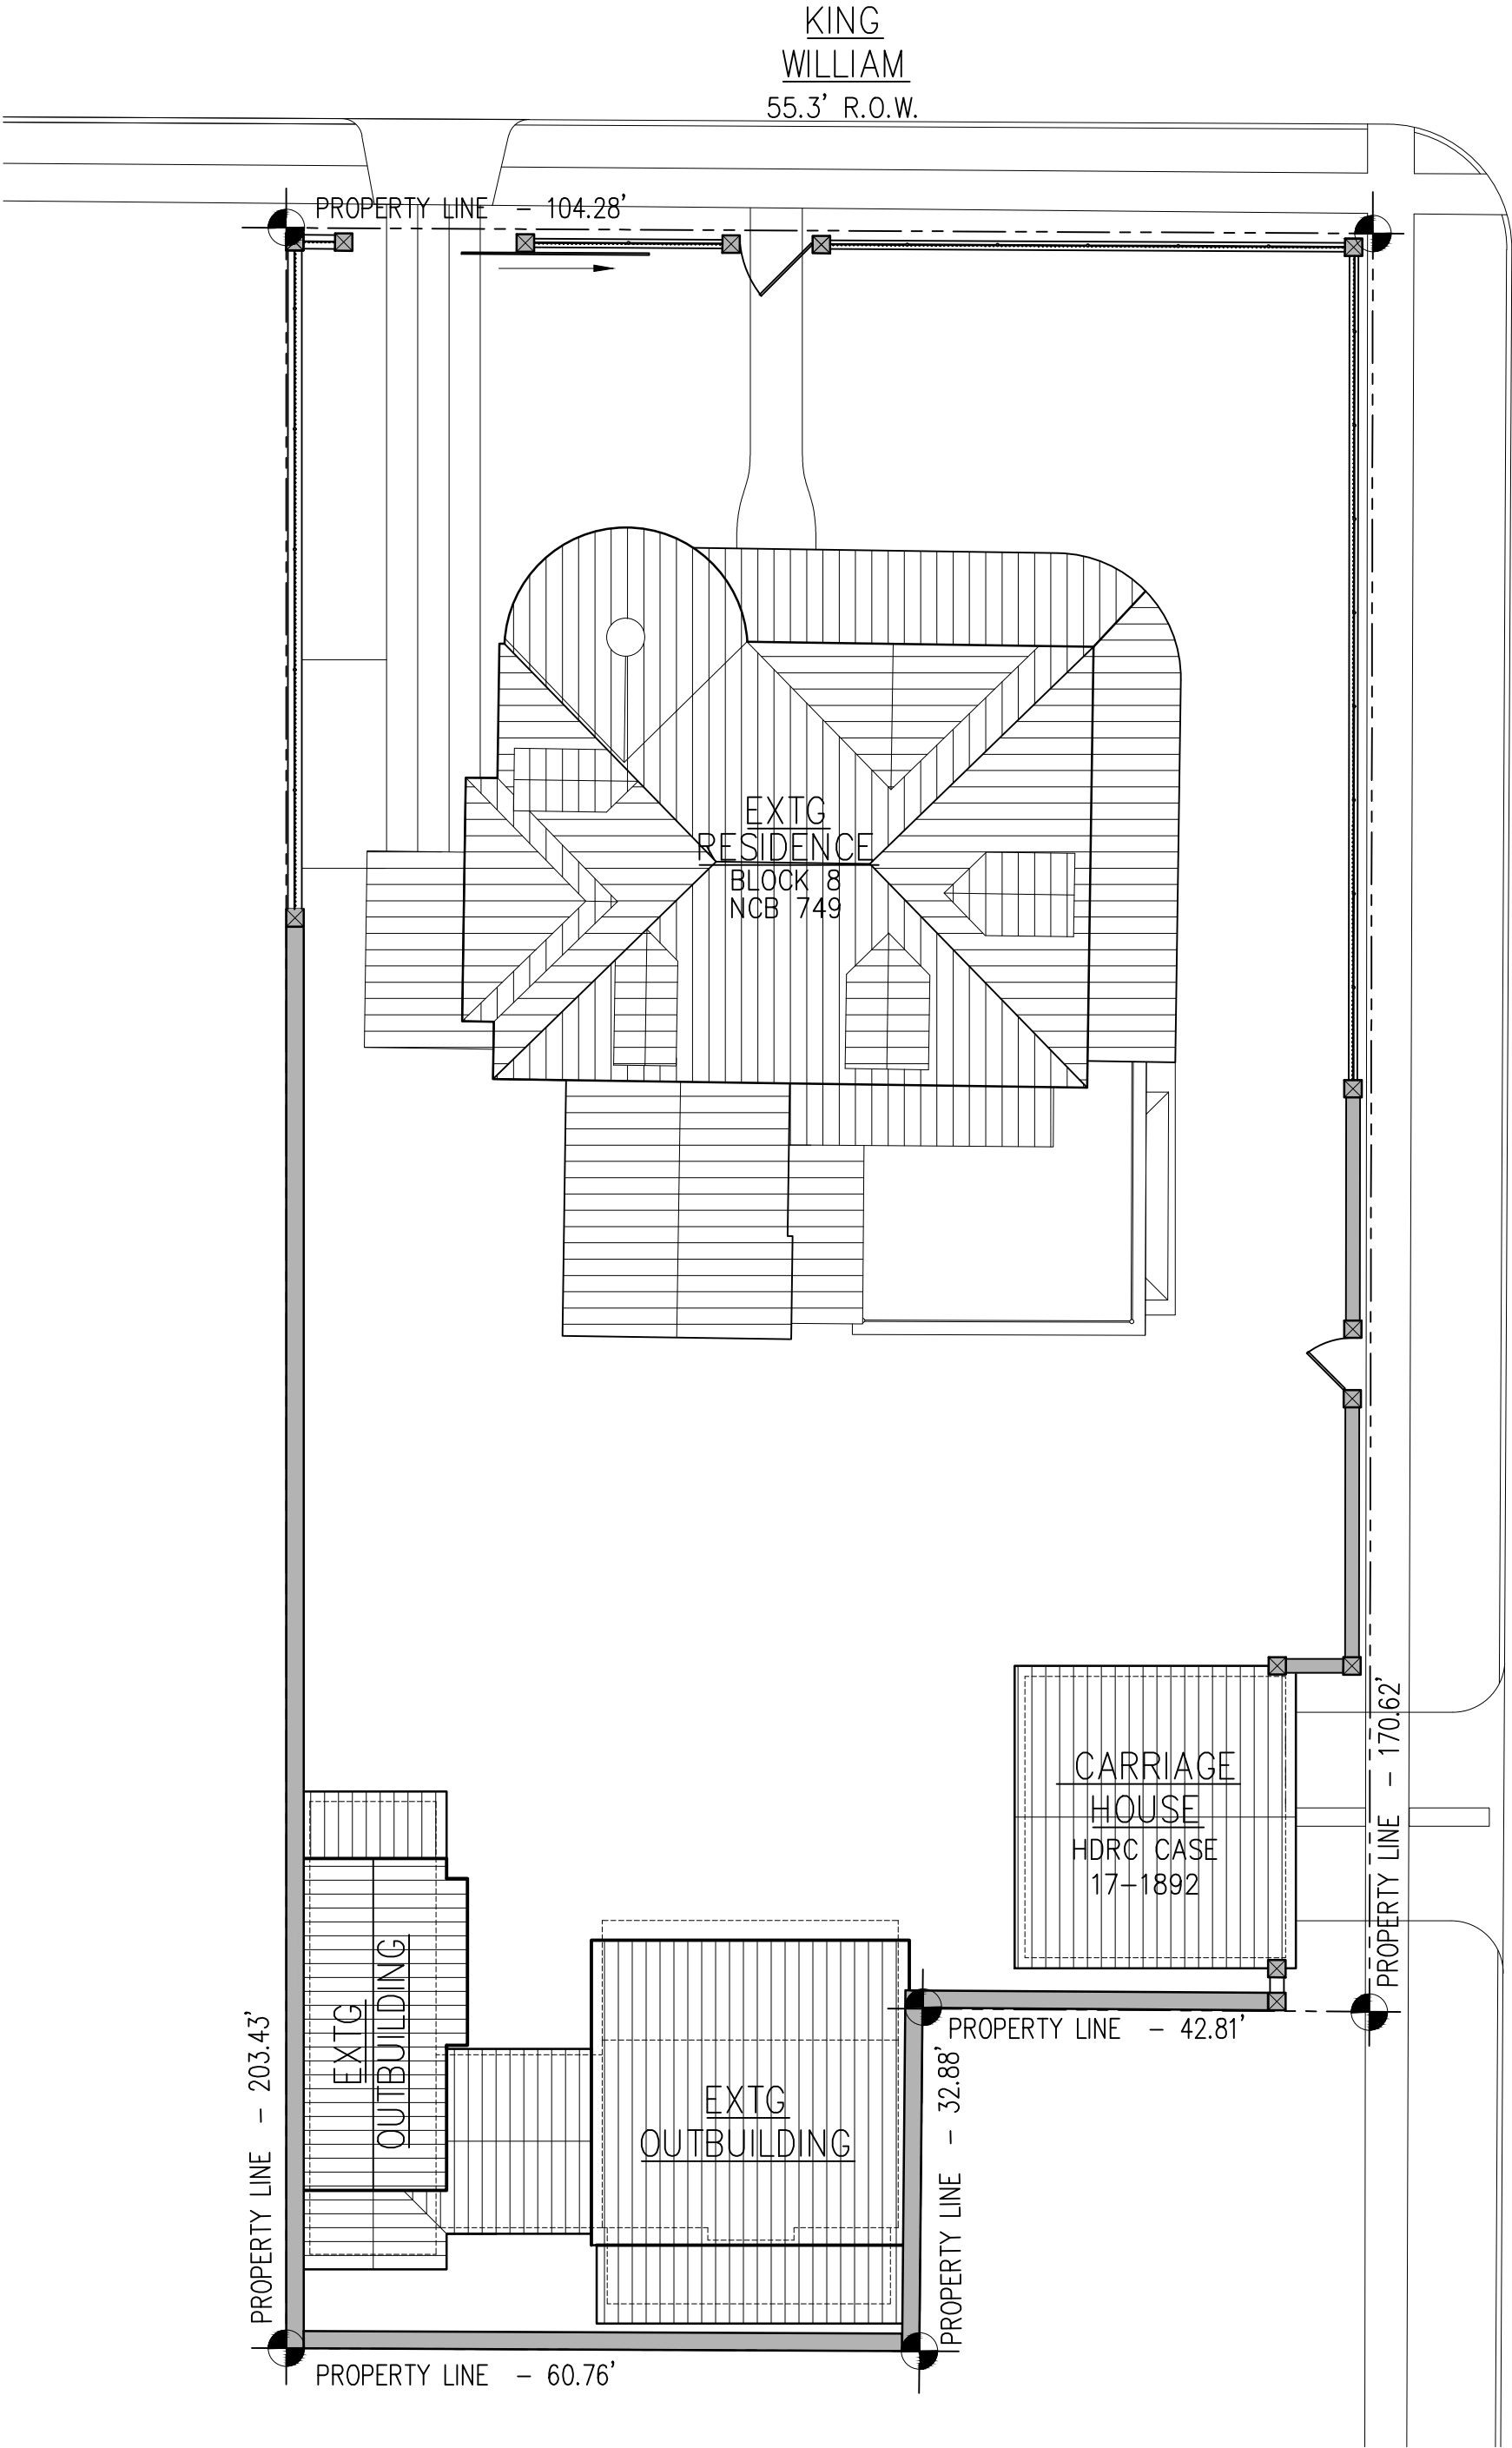 KING
WILLIAM
55.3' R.O.W.
PROPERTY LINE - 104.28'
EXTG
RESIDENCE
BLOCK 8
NCB 749
CARRIAGE
HOUSE
HDRC CASE
17-1892
PROPERTY LINE - 170.62'
EXTG
OUTBUILDING
PROPERTY LINE - 203.43'
EXTG
OUTBUILDING
PROPERTY LINE - 42.81'
PROPERTY LINE - 32.88'
PROPERTY LINE - 60.76'